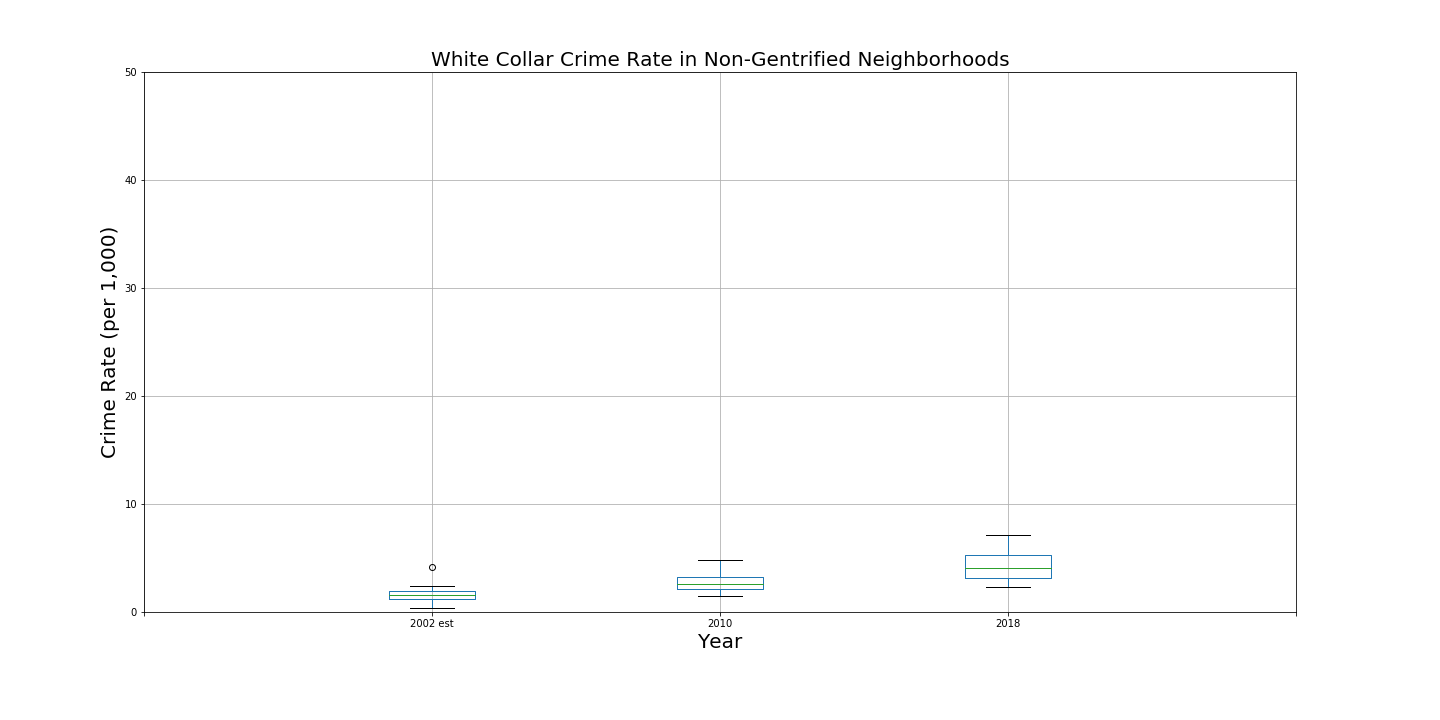 White Collar Crime Rate in Non-Gentrified Neighborhoods
50
40
30
20
10
0
Crime Rate (per 1,000)
2002 est
2010
2018
Year